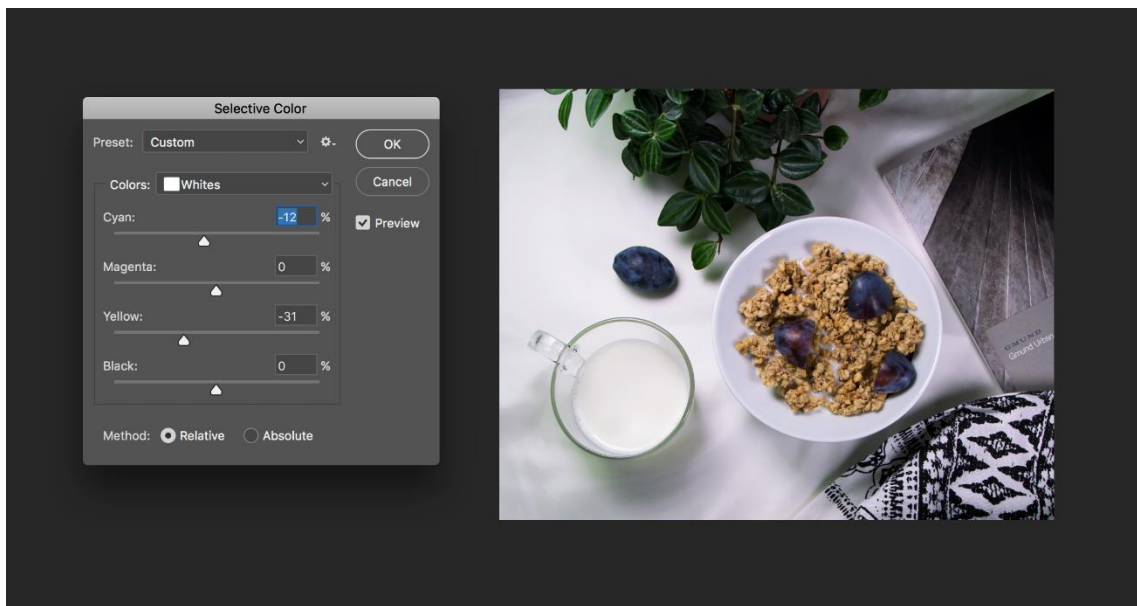 Selective Color
Preset: Custom
OK
Colors: Whites
Cancel
Cyan: -12 %
Preview
Magenta: 0 %
Yellow: -31 %
Black: 0 %
Method: Relative Absolute
GMUND
Gmund Urban